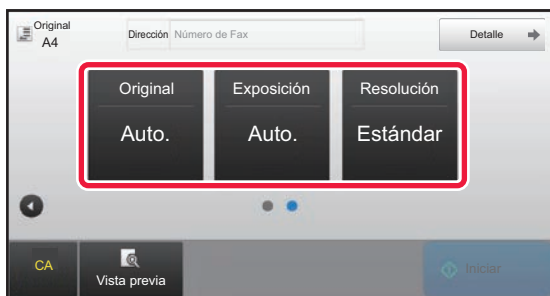 Original
A4
Dirección Número de Fax
Detalle
Original Exposición Resolución
Auto. Auto. Estándar
CA
Vista previa
Iniciar